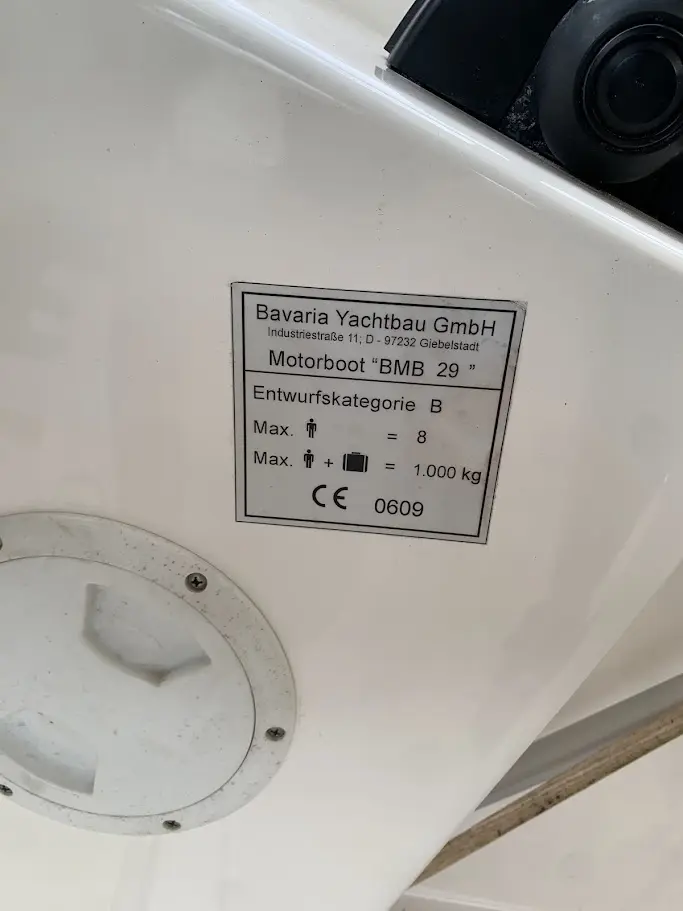 Bavaria Yachtbau GmbH
Industriestraße 11; D - 97232 Giebelstadt
Motorboot "BMB 29 "
Entwurfskategorie B
Max. = 8
Max. + = 1.000 kg
CE 0609